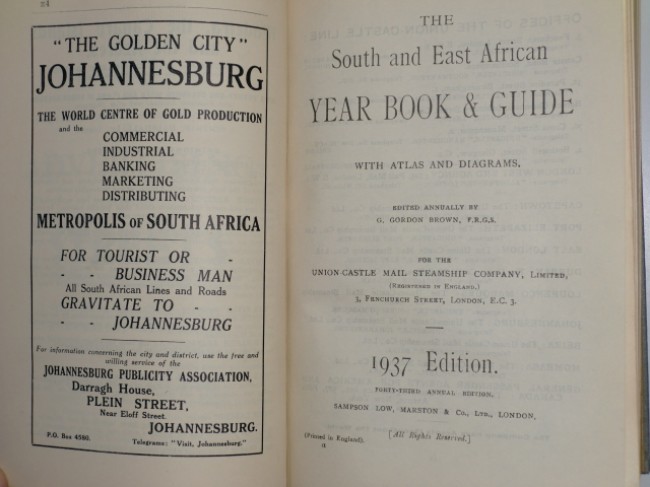 "THE GOLDEN CITY"
JOHANNESBURG
THE WORLD CENTRE OF GOLD PRODUCTION
and the
COMMERCIAL
INDUSTRIAL
BANKING
MARKETING
DISTRIBUTING
METROPOLIS OF SOUTH AFRICA
FOR TOURIST OR -
- - BUSINESS MAN
All South African Lines and Roads
GRAVITATE TO - -
- - JOHANNESBURG
For information concerning the city and district, use the free and
willing service of the
JOHANNESBURG PUBLICITY ASSOCIATION,
Darragh House,
PLEIN STREET,
Near Eloff Street.
JOHANNESBURG.
P.O. Box 4580.
Telegrams: "Visit, Johannesburg."
THE
South and East African
YEAR BOOK & GUIDE
WITH ATLAS AND DIAGRAMS.
EDITED ANNUALLY BY
G. GORDON BROWN, F.R.G.S.
FOR THE
UNION-CASTLE MAIL STEAMSHIP COMPANY, LIMITED,
(REGISTERED IN ENGLAND.)
3, FENCHURCH STREET, LONDON, E.C. 3.
1937 Edition.
FORTY-THIRD ANNUAL EDITION.
SAMPSON LOW, MARSTON & Co., LTD., LONDON,
(Printed in England).
[All Rights Reserved.]